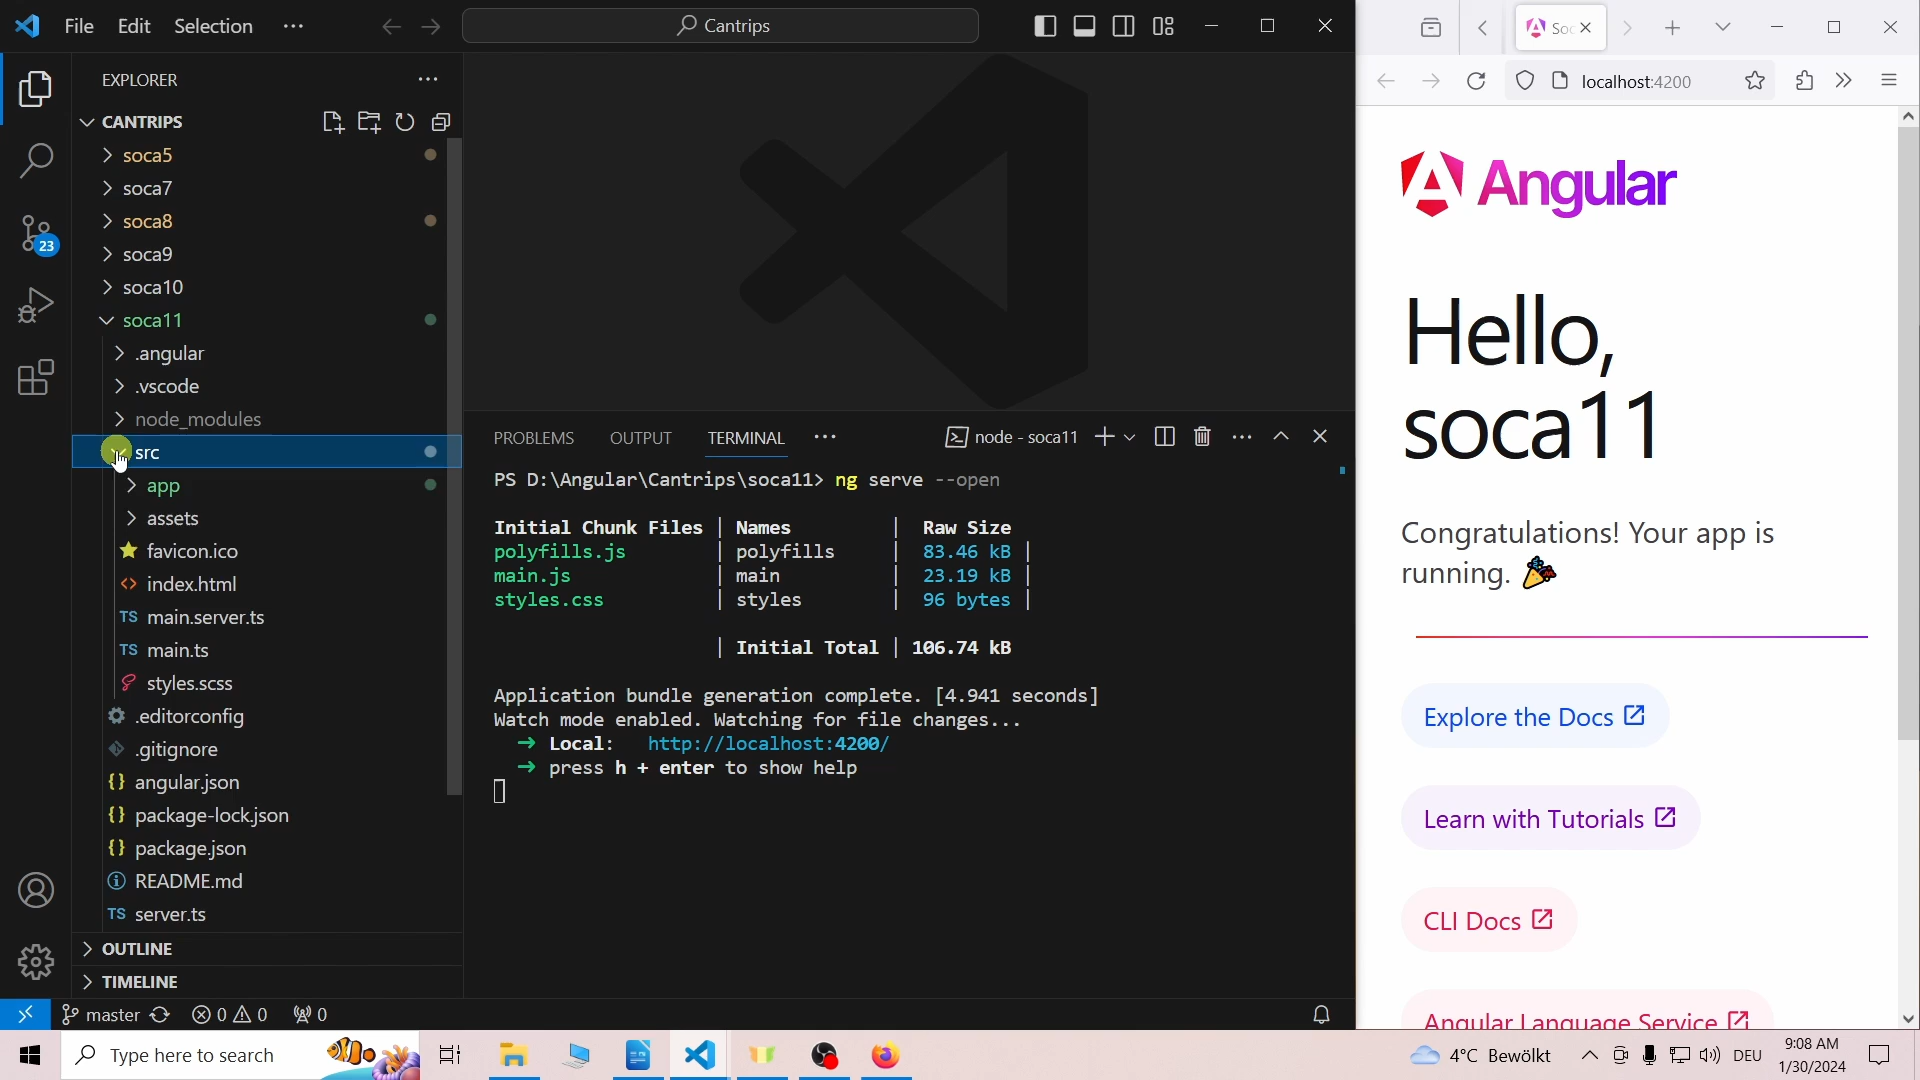 File Edit Selection ···
Cantrips
EXPLORER
CANTRIPS
soca5
soca7
soca8
soca9
soca10
soca11
.angular
.vscode
node_modules
src
app
assets
favicon.ico
index.html
TS main.server.ts
TS main.ts
styles.scss
.editorconfig
.gitignore
{} angular.json
{} package-lock.json
{} package.json
README.md
TS server.ts
OUTLINE
TIMELINE
23
PROBLEMS OUTPUT TERMINAL ···
node - soca11
PS D:\Angular\Cantrips\soca11> ng serve --open
Initial Chunk Files | Names | Raw Size
polyfills.js | polyfills | 83.46 kB |
main.js | main | 23.19 kB |
styles.css | styles | 96 bytes |
| Initial Total | 106.74 kB
Application bundle generation complete. [4.941 seconds]
Watch mode enabled. Watching for file changes...
➜ Local: http://localhost:4200/
➜ press h + enter to show help
master 0 0 0
Soc
localhost:4200
Angular
Hello,
soca11
Congratulations! Your app is
running. 🎉
Explore the Docs
Learn with Tutorials
CLI Docs
Angular Language Service
Type here to search
4°C Bewölkt
DEU
9:08 AM
1/30/2024